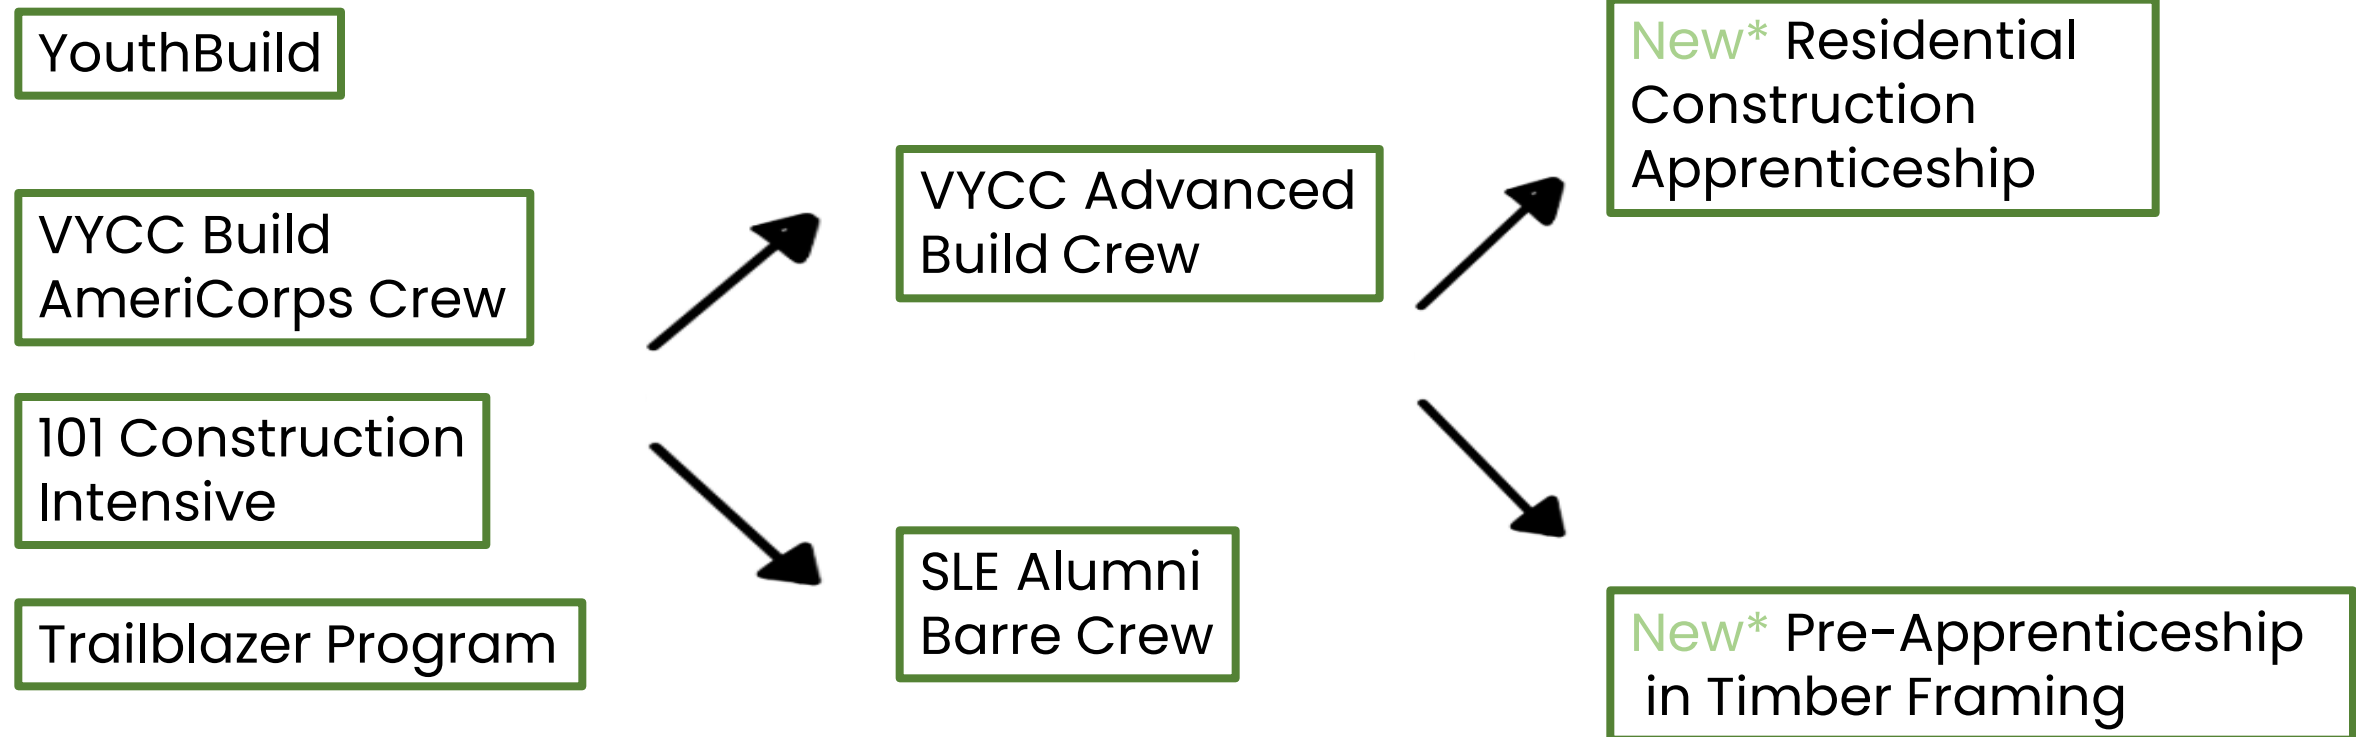 YouthBuild
VYCC Build
AmeriCorps Crew
101 Construction
Intensive
Trailblazer Program
VYCC Advanced
Build Crew
SLE Alumni
Barre Crew
New* Residential
Construction
Apprenticeship
New* Pre-Apprenticeship
in Timber Framing